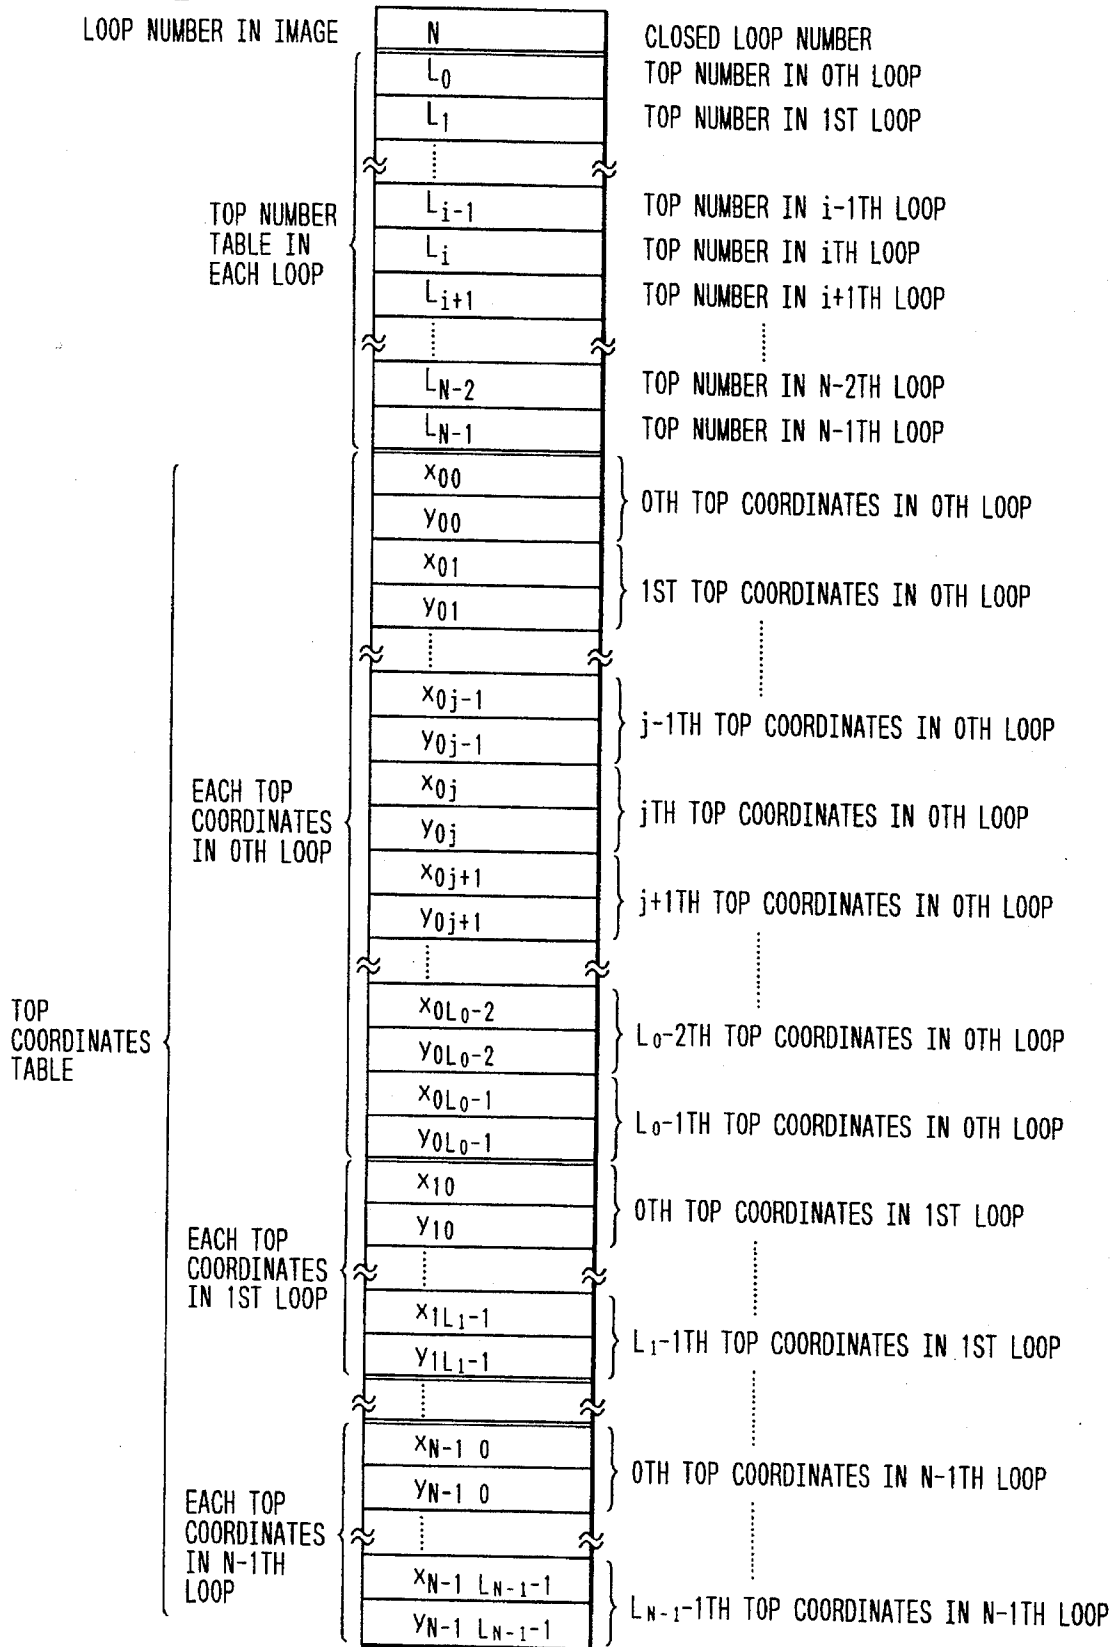 LOOP NUMBER IN IMAGE N CLOSED LOOP NUMBER
L0 TOP NUMBER IN 0TH LOOP
L1 TOP NUMBER IN 1ST LOOP
TOP NUMBER
TABLE IN
EACH LOOP
Li-1 TOP NUMBER IN i-1TH LOOP
Li TOP NUMBER IN iTH LOOP
Li+1 TOP NUMBER IN i+1TH LOOP
LN-2 TOP NUMBER IN N-2TH LOOP
LN-1 TOP NUMBER IN N-1TH LOOP
TOP
COORDINATES
TABLE
EACH TOP
COORDINATES
IN 0TH LOOP
x00
y00
0TH TOP COORDINATES IN 0TH LOOP
x01
y01
1ST TOP COORDINATES IN 0TH LOOP
x0j-1
y0j-1
j-1TH TOP COORDINATES IN 0TH LOOP
x0j
y0j
jTH TOP COORDINATES IN 0TH LOOP
x0j+1
y0j+1
j+1TH TOP COORDINATES IN 0TH LOOP
x0L0-2
y0L0-2
L0-2TH TOP COORDINATES IN 0TH LOOP
x0L0-1
y0L0-1
L0-1TH TOP COORDINATES IN 0TH LOOP
EACH TOP
COORDINATES
IN 1ST LOOP
x10
y10
0TH TOP COORDINATES IN 1ST LOOP
x1L1-1
y1L1-1
L1-1TH TOP COORDINATES IN 1ST LOOP
EACH TOP
COORDINATES
IN N-1TH
LOOP
xN-1 0
yN-1 0
0TH TOP COORDINATES IN N-1TH LOOP
xN-1 LN-1-1
yN-1 LN-1-1
LN-1-1TH TOP COORDINATES IN N-1TH LOOP